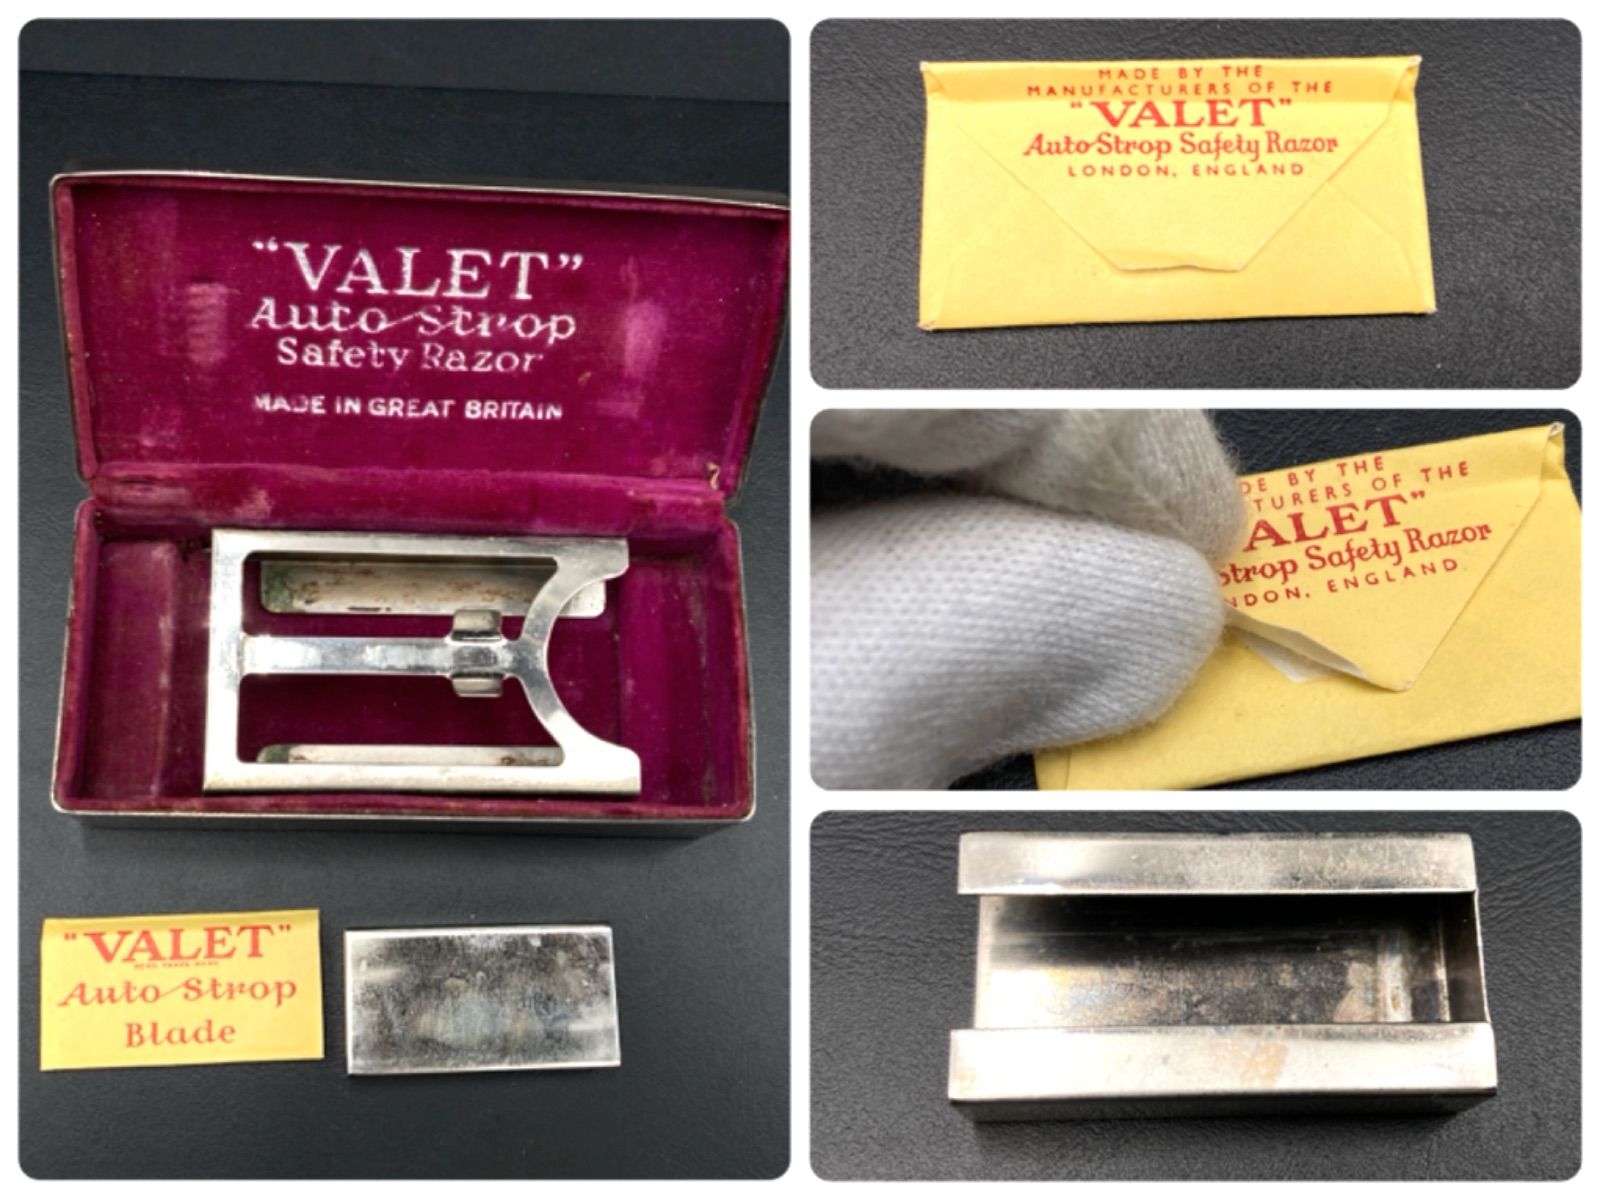 "VALET"
Auto Strop
Safety Razor
MADE IN GREAT BRITAIN
"VALET"
Auto Strop
Blade
MADE BY THE
MANUFACTURERS OF THE
"VALET"
Auto Strop Safety Razor
LONDON, ENGLAND
DE BY THE
TURERS OF THE
ALET"
Strop Safety Razor
NDON, ENGLAND